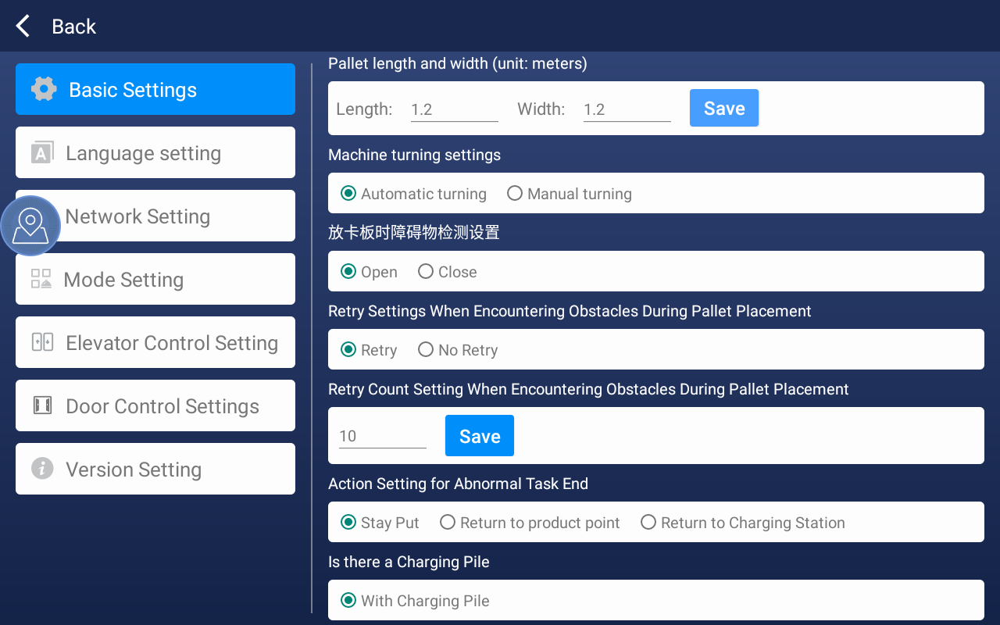 Back
Basic Settings
Language setting
Network Setting
Mode Setting
Elevator Control Setting
Door Control Settings
Version Setting
Pallet length and width (unit: meters)
Length: 1.2 Width: 1.2 Save
Machine turning settings
Automatic turning Manual turning
放卡板时障碍物检测设置
Open Close
Retry Settings When Encountering Obstacles During Pallet Placement
Retry No Retry
Retry Count Setting When Encountering Obstacles During Pallet Placement
10 Save
Action Setting for Abnormal Task End
Stay Put Return to product point Return to Charging Station
Is there a Charging Pile
With Charging Pile